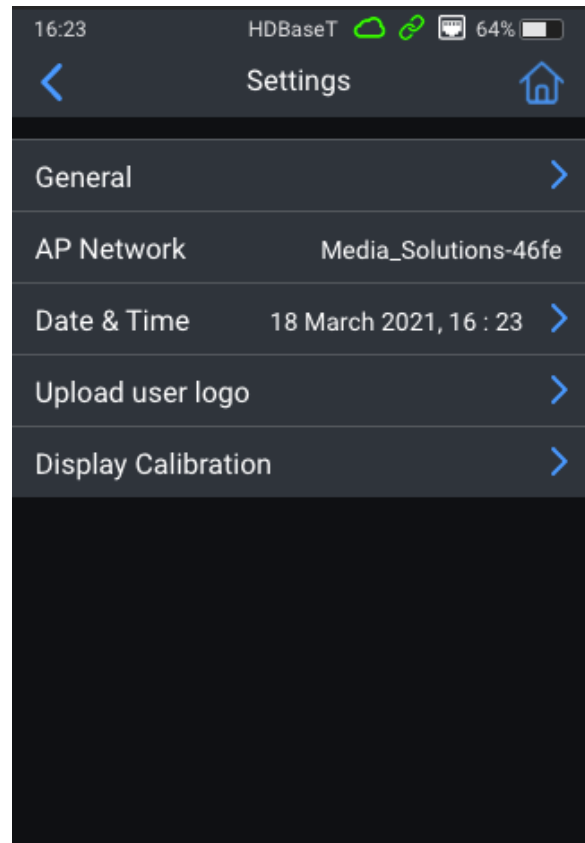 16:23 HDBaseT 64%
Settings
General
AP Network Media_Solutions-46fe
Date & Time 18 March 2021, 16 : 23
Upload user logo
Display Calibration